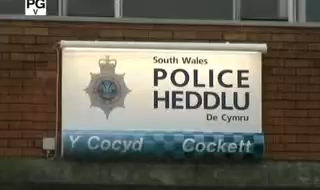 PG
V
South Wales
POLICE
HEDDLU
De Cymru
Y Cocyd Cockett